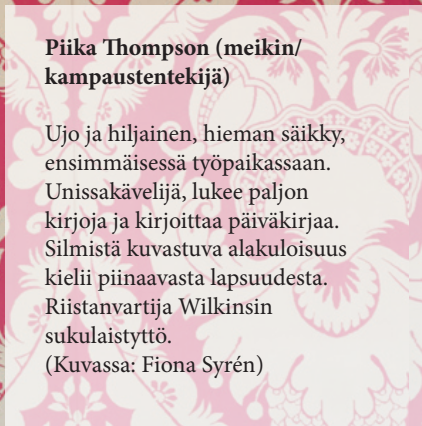 Piika Thompson (meikin/
kampaustentekijä)
Ujo ja hiljainen, hieman säikky,
ensimmäisessä työpaikassaan.
Unissakävelijä, lukee paljon
kirjoja ja kirjoittaa päiväkirjaa.
Silmistä kuvastuva alakuloisuus
kielii piinaavasta lapsuudesta.
Riistanvartija Wilkinsin
sukulaistyttö.
(Kuvassa: Fiona Syrén)